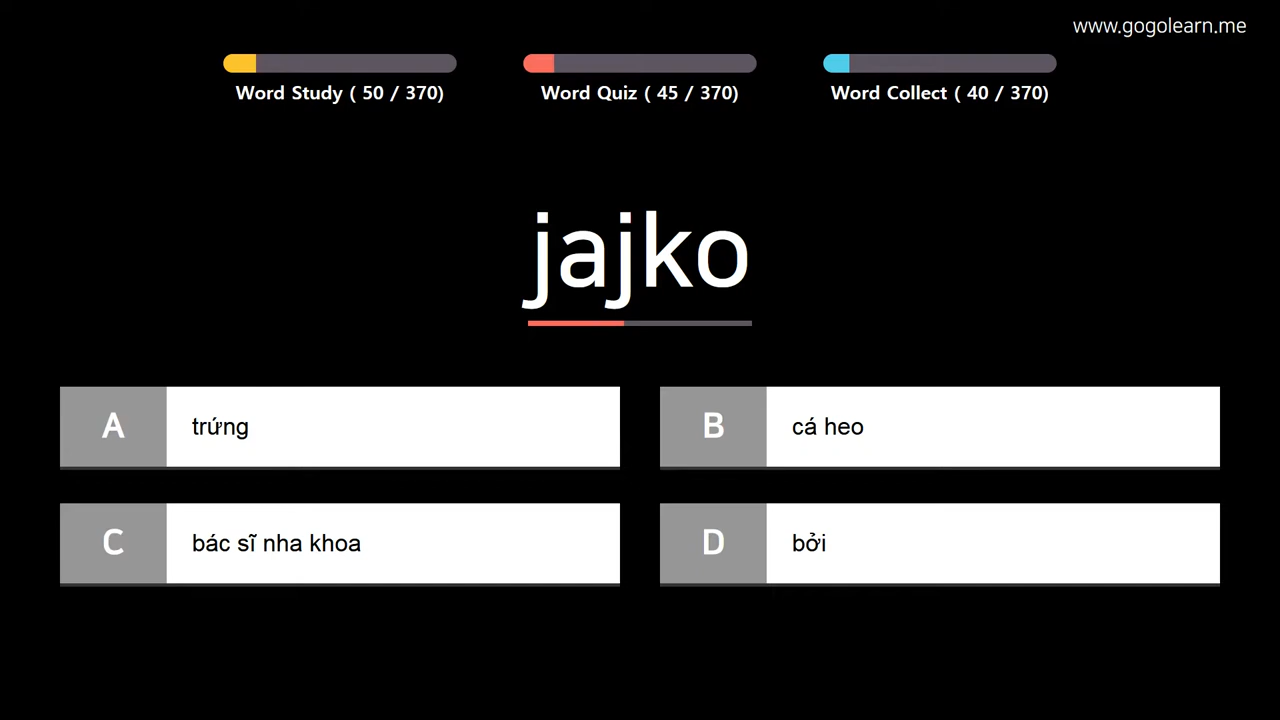 www.gogolearn.me
Word Study ( 50 / 370)
Word Quiz ( 45 / 370)
Word Collect ( 40 / 370)
jajko
A
trứng
B
cá heo
C
bác sĩ nha khoa
D
bởi